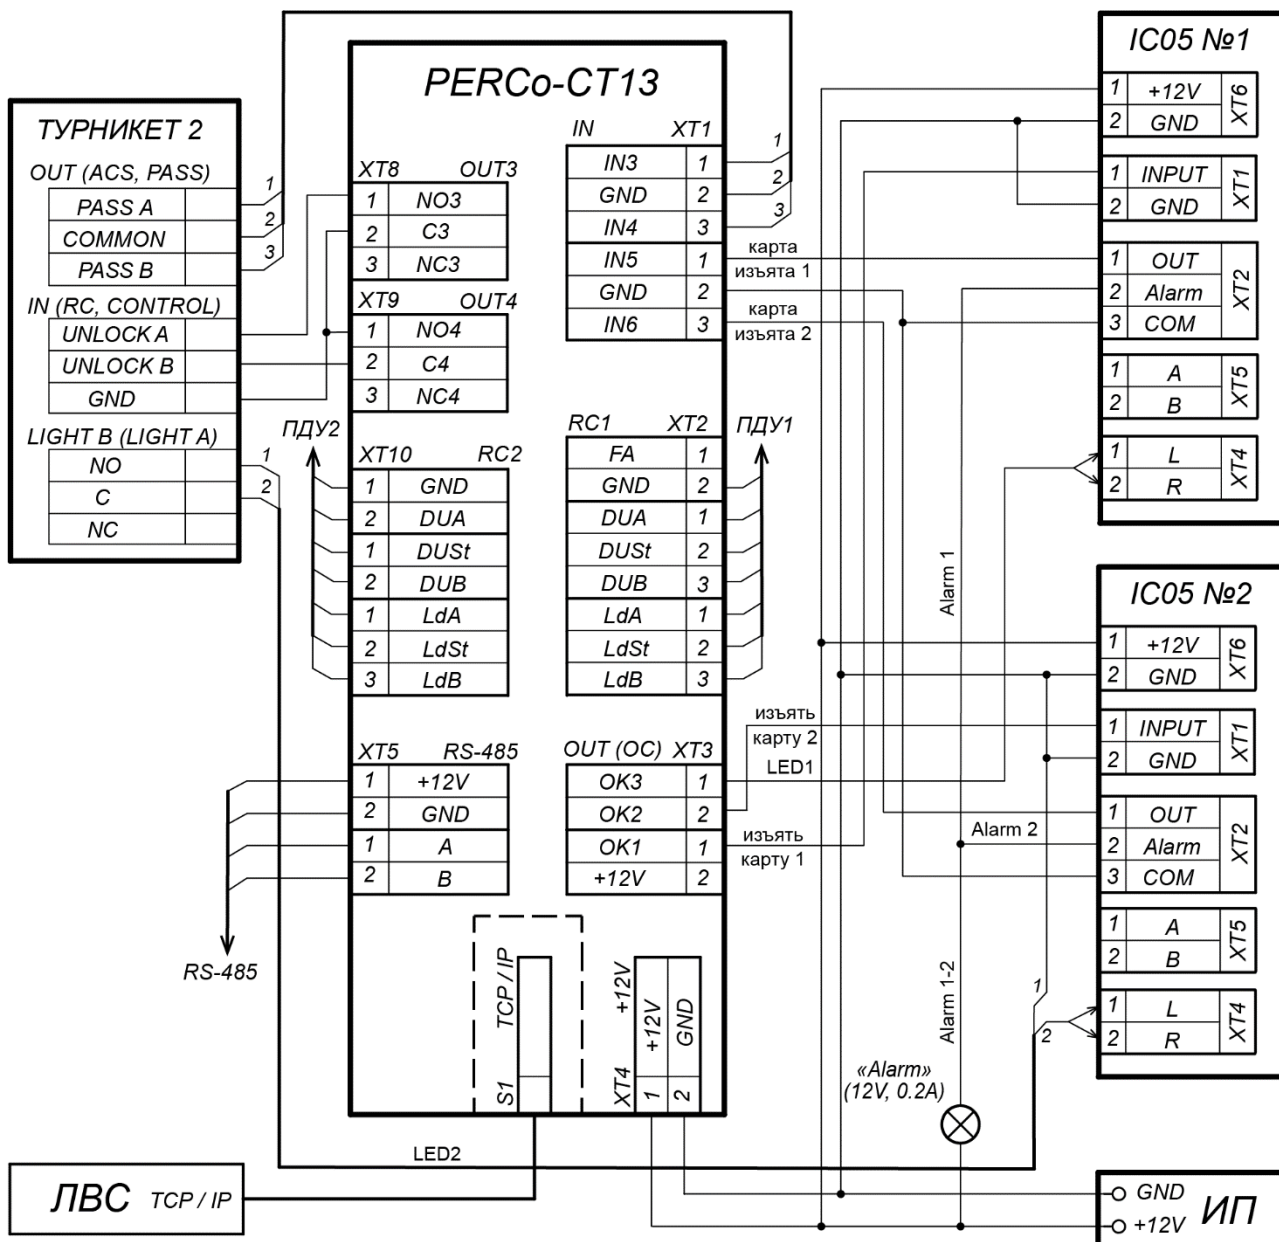 ТУРНИКЕТ 2
OUT (ACS, PASS)
PASS A
COMMON
PASS B
1
2
3
IN (RC, CONTROL)
UNLOCK A
UNLOCK B
GND
LIGHT B (LIGHT A)
NO
C
NC
1
2
PERCo-CT13
XT8 OUT3
1 NO3
2 C3
3 NC3
XT9 OUT4
1 NO4
2 C4
3 NC4
ПДУ2
XT10 RC2
1 GND
2 DUA
1 DUSt
2 DUB
1 LdA
2 LdSt
3 LdB
XT5 RS-485
1 +12V
2 GND
1 A
2 B
RS-485
IN XT1
IN3 1
GND 2
IN4 3
IN5 1
GND 2
IN6 3
1
2
3
карта
изъята 1
карта
изъята 2
RC1 XT2
ПДУ1
FA 1
GND 2
DUA 1
DUSt 2
DUB 3
LdA 1
LdSt 2
LdB 3
OUT (OC) XT3
OK3 1
OK2 2
OK1 1
+12V 2
изъять
карту 2
LED1
изъять
карту 1
S1 TCP / IP
XT4 +12V
1 +12V
2 GND
IC05 №1
1 +12V
2 GND
XT6
1 INPUT
2 GND
XT1
1 OUT
2 Alarm
3 COM
XT2
1 A
2 B
XT5
1 L
2 R
XT4
Alarm 1
IC05 №2
1 +12V
2 GND
XT6
1 INPUT
2 GND
XT1
1 OUT
2 Alarm
3 COM
XT2
1 A
2 B
XT5
1 L
2 R
XT4
Alarm 2
Alarm 1-2
1
2
«Alarm»
(12V, 0.2A)
LED2
ЛВС TCP / IP
GND
+12V
ИП